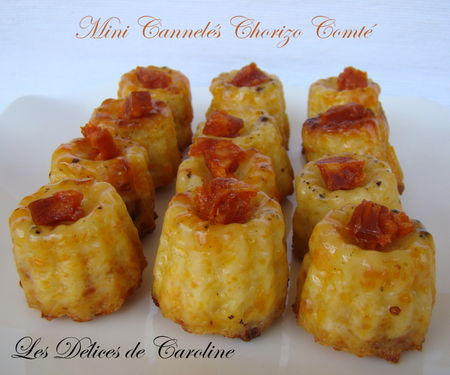 Mini Cannelés Chorizo Comté
Les Délices de Caroline